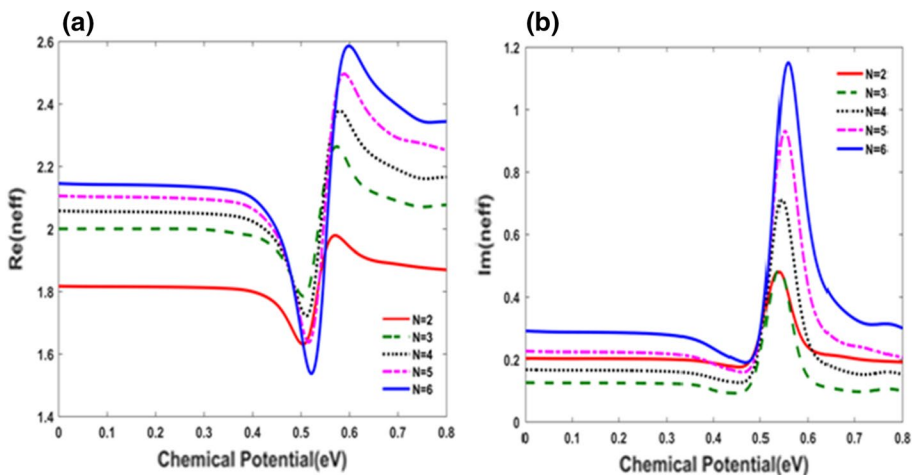 (a)
2.6
2.4
2.2
2
1.8
1.6
1.4
Re(neff)
N=2
N=3
N=4
N=5
N=6
0 0.1 0.2 0.3 0.4 0.5 0.6 0.7 0.8
Chemical Potential(eV)
(b)
1.2
1
0.8
0.6
0.4
0.2
0
Im(neff)
N=2
N=3
N=4
N=5
N=6
0 0.1 0.2 0.3 0.4 0.5 0.6 0.7 0.8
Chemical Potential(eV)